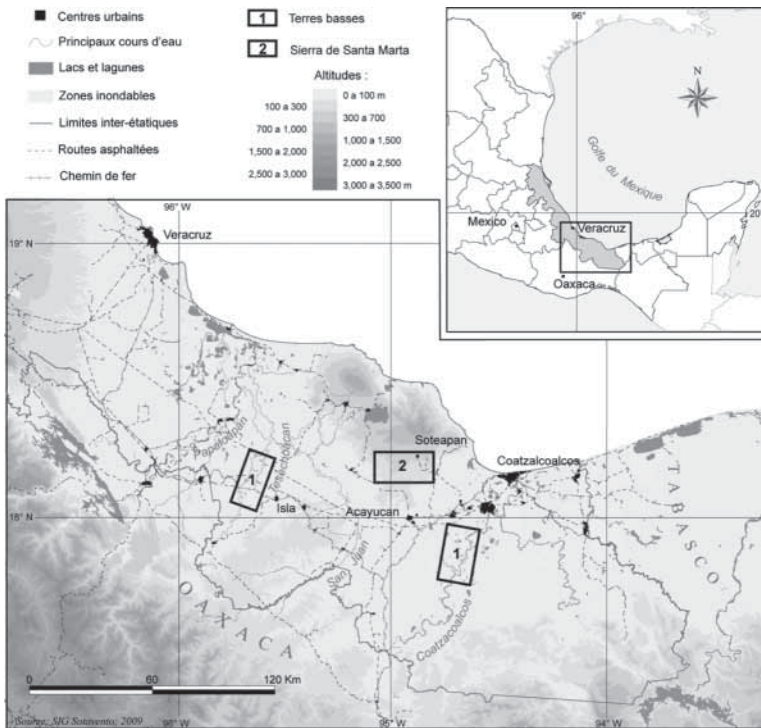 Centres urbains
Principaux cours d'eau
Lacs et lagunes
Zones inondables
Limites inter-étatiques
Routes asphaltées
Chemin de fer
1 Terres basses
2 Sierra de Santa Marta
Altitudes :
0 a 100 m
100 a 300
300 a 700
700 a 1,000
1,000 a 1,500
1,500 a 2,000
2,000 a 2,500
2,500 a 3,000
3,000 a 3,500 m
96°
N
Golfe du Mexique
20°
Mexico
Veracruz
Oaxaca
96° W
19° N
Veracruz
Papaloapan
Tesechoacan
Soteapan
2
Coatzalcoalcos
1
Isla
Acayucan
18° N
TABASCO
San Juan
1
Coatzacoalcos
OAXACA
0 60 120 Km
Source, SIG Sotavento, 2009
96° W
95° W
94° W